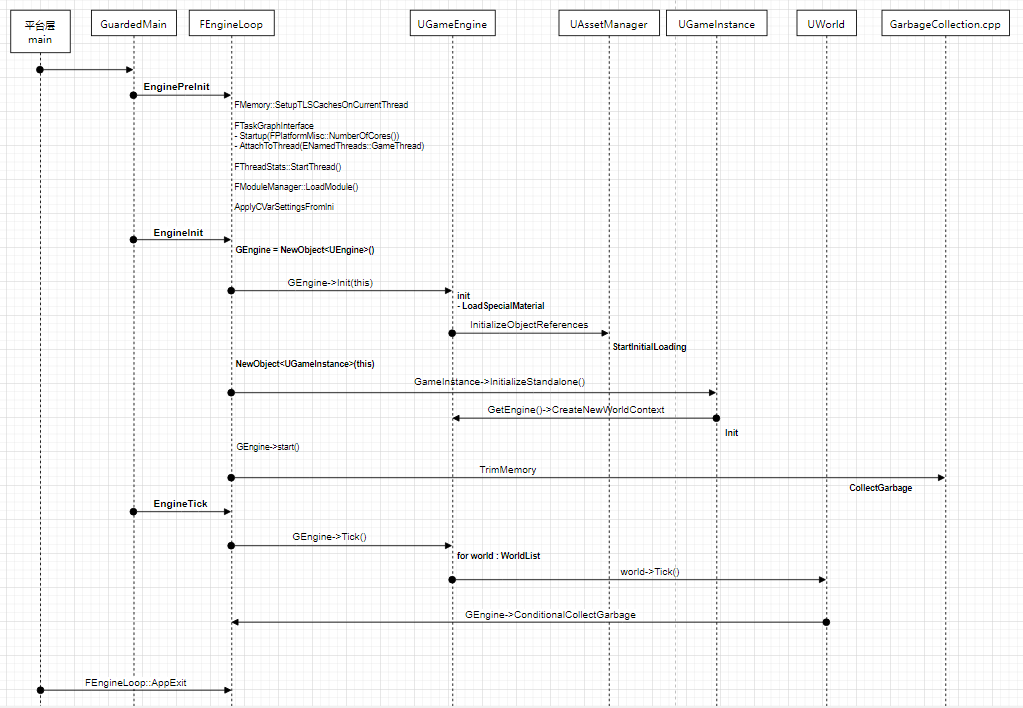 平台层
main
GuardedMain
FEngineLoop
UGameEngine
UAssetManager
UGameInstance
UWorld
GarbageCollection.cpp
EnginePreInit
FMemory::SetupTLSCachesOnCurrentThread
FTaskGraphInterface
- Startup(FPlatformMisc::NumberOfCores())
- AttachToThread(ENamedThreads::GameThread)
FThreadStats::StartThread()
FModuleManager::LoadModule()
ApplyCVarSettingsFromIni
EngineInit
GEngine = NewObject<UEngine>()
GEngine->Init(this)
init
- LoadSpecialMaterial
InitializeObjectReferences
StartInitialLoading
NewObject<UGameInstance>(this)
GameInstance->InitializeStandalone()
GetEngine()->CreateNewWorldContext
Init
GEngine->start()
TrimMemory
CollectGarbage
EngineTick
GEngine->Tick()
for world : WorldList
world->Tick()
GEngine->ConditionalCollectGarbage
FEngineLoop::AppExit